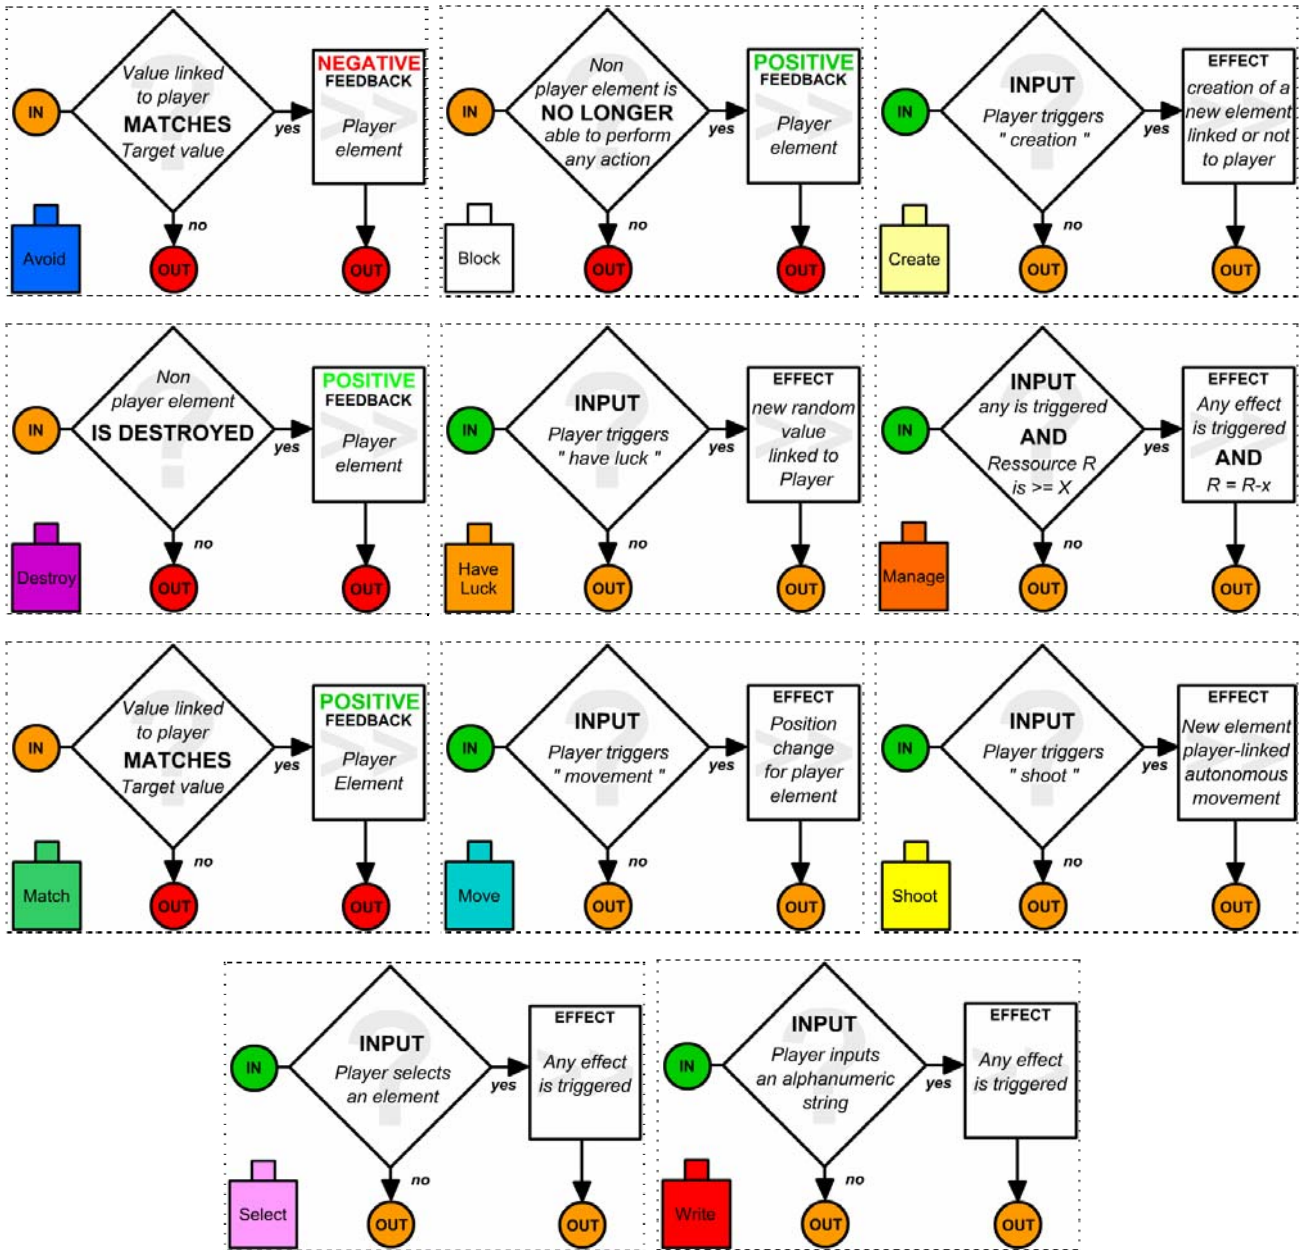 IN
Value linked
to player
MATCHES
Target value
yes
no
NEGATIVE
FEEDBACK
Player
element
Avoid
OUT
OUT
IN
Non
player element is
NO LONGER
able to perform
any action
yes
no
POSITIVE
FEEDBACK
Player
element
Block
OUT
OUT
IN
INPUT
Player triggers
" creation "
yes
no
EFFECT
creation of a
new element
linked or not
to player
Create
OUT
OUT
IN
Non
player element
IS DESTROYED
yes
no
POSITIVE
FEEDBACK
Player
element
Destroy
OUT
OUT
IN
INPUT
Player triggers
" have luck "
yes
no
EFFECT
new random
value
linked to
Player
Have
Luck
OUT
OUT
IN
INPUT
any is triggered
AND
Ressource R
is >= X
yes
no
EFFECT
Any effect
is triggered
AND
R = R-x
Manage
OUT
OUT
IN
Value linked
to player
MATCHES
Target value
yes
no
POSITIVE
FEEDBACK
Player
Element
Match
OUT
OUT
IN
INPUT
Player triggers
" movement "
yes
no
EFFECT
Position
change
for player
element
Move
OUT
OUT
IN
INPUT
Player triggers
" shoot "
yes
no
EFFECT
New element
player-linked
autonomous
movement
Shoot
OUT
OUT
IN
INPUT
Player selects
an element
yes
no
EFFECT
Any effect
is triggered
Select
OUT
OUT
IN
INPUT
Player inputs
an alphanumeric
string
yes
no
EFFECT
Any effect
is triggered
Write
OUT
OUT